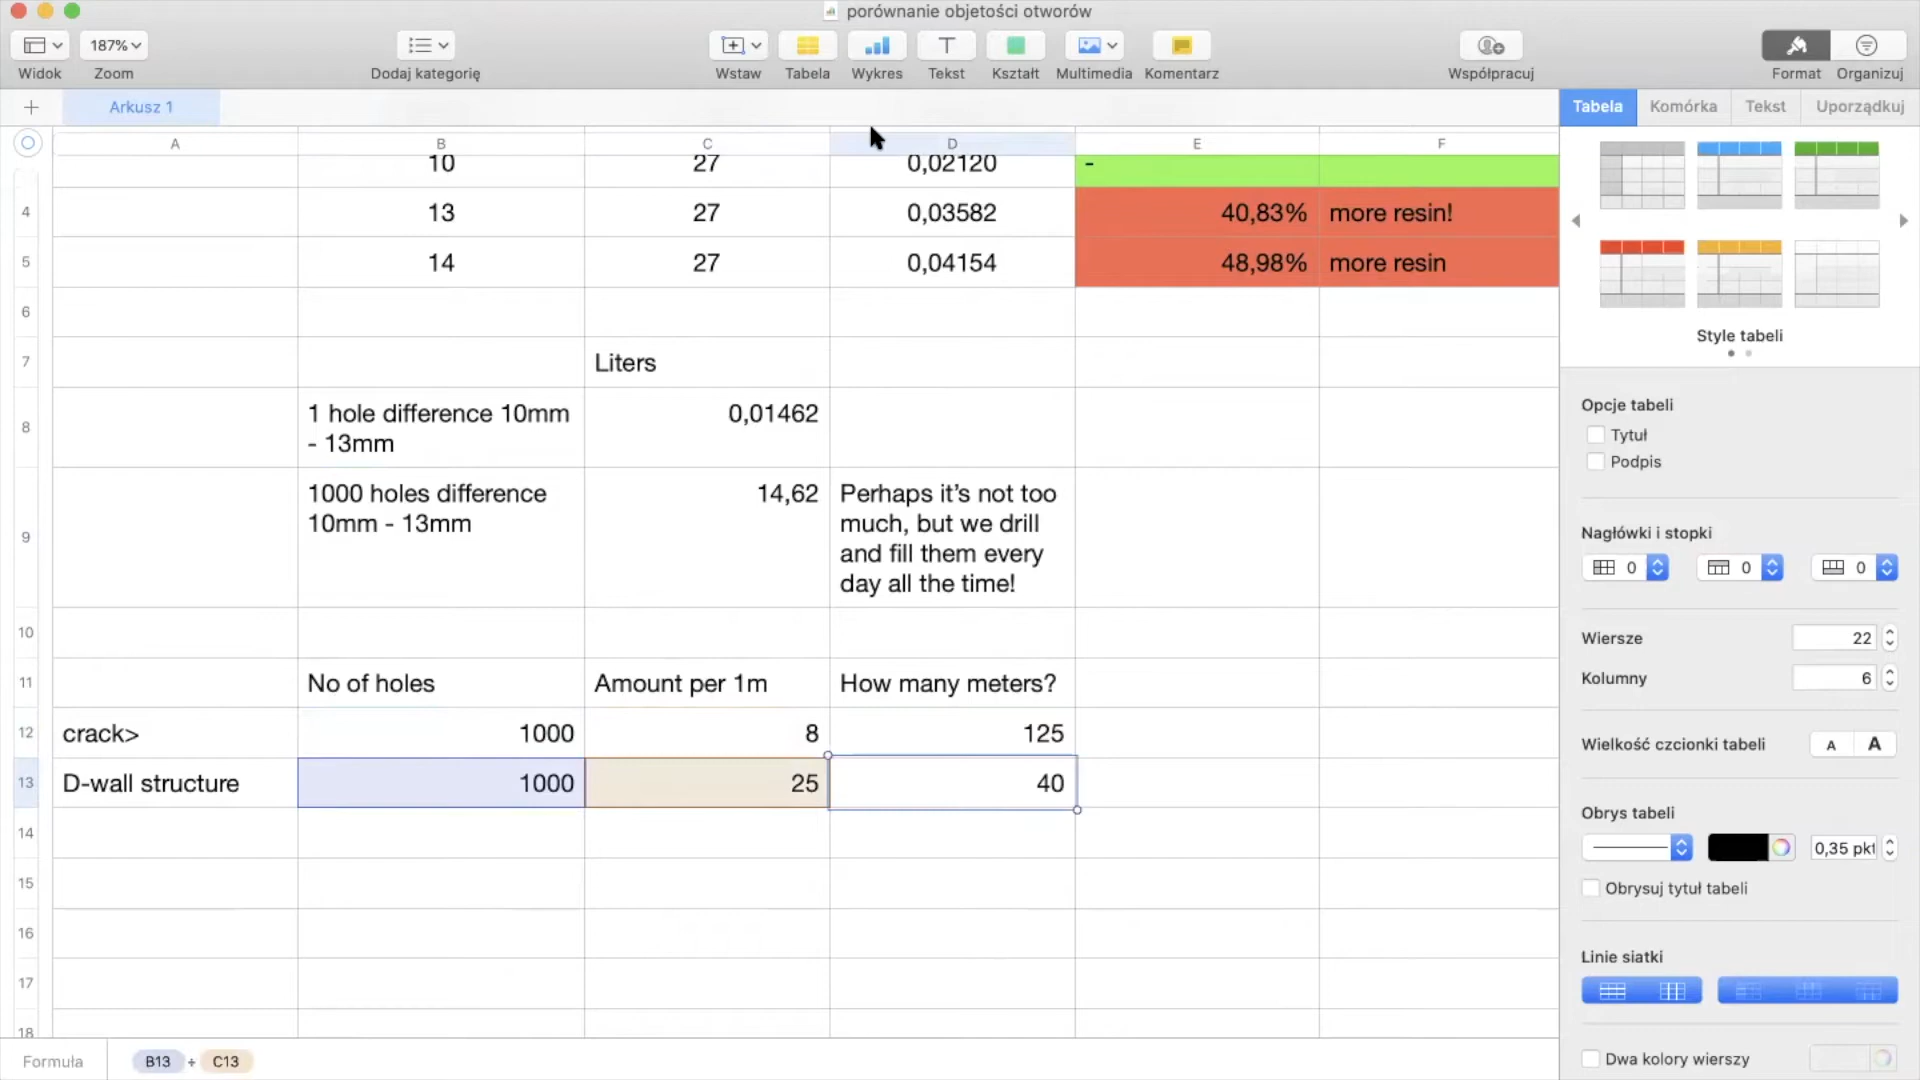 porównanie objetości otworów
187%
Widok
Zoom
Dodaj kategorię
Wstaw
Tabela
Wykres
Tekst
Kształt
Multimedia
Komentarz
Współpracuj
Format
Organizuj
Arkusz 1
Tabela
Komórka
Tekst
Uporządkuj
A B C D E F
10 27 0,02120 -
4 13 27 0,03582 40,83% more resin!
5 14 27 0,04154 48,98% more resin
6
7 Liters
8 1 hole difference 10mm 0,01462
- 13mm
9 1000 holes difference 14,62 Perhaps it’s not too
10mm - 13mm much, but we drill
and fill them every
day all the time!
10
11 No of holes Amount per 1m How many meters?
12 crack> 1000 8 125
13 D-wall structure 1000 25 40
14
15
16
17
18
Style tabeli
Opcje tabeli
Tytuł
Podpis
Nagłówki i stopki
0 0 0
Wiersze 22
Kolumny 6
Wielkość czcionki tabeli A A
Obrys tabeli
0,35 pkt
Obrysuj tytuł tabeli
Linie siatki
Dwa kolory wierszy
Formuła B13 ÷ C13